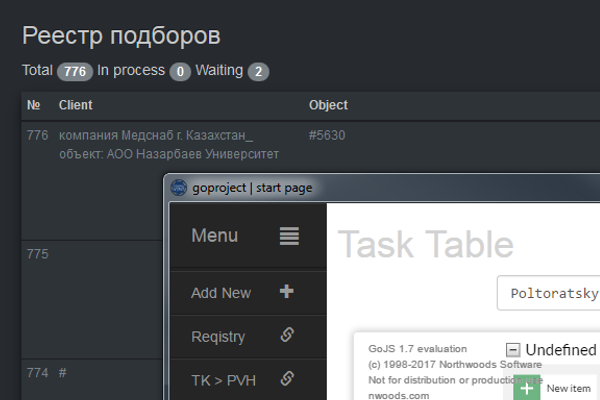 Реестр подборов
Total 776 In process 0 Waiting 2
№ Client Object
776 компания Медснаб г. Казахстан_ #5630
объект: АОО Назарбаев Университет
goproject | start page
Menu
Task Table
775
Add New
Poltoratsky
Reqistry
GoJS 1.7 evaluation
Undefined
(c) 1998-2017 Northwoods Software
774 #
TK > PVH
Not for distribution or production use
New item
nwoods.com